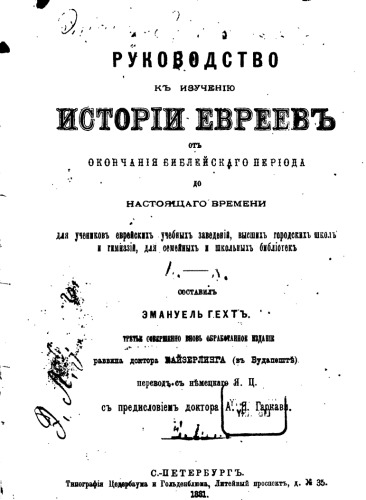 РУКОВОДСТВО
КЪ ИЗУЧЕНІЮ
ИСТОРІИ ЕВРЕЕВЪ
ОТЪ
ОКОНЧАНІЯ БИБЛЕЙСКАГО ПЕРІОДА
ДО
НАСТОЯЩАГО ВРЕМЕНИ
для учениковъ еврейскихъ учебныхъ заведеній, высшихъ городскихъ школъ
и гимназій, для семейныхъ и школьныхъ библіотекъ
СОСТАВИЛЪ
ЭМАНУЕЛЬ ГЕХТЪ.
ТРЕТЬЕ СОВЕРШЕННО ВНОВЬ ОБРАБОТАННОЕ ИЗДАНІЕ
раввина доктора МАЙЗЕРЛИНГА (въ Будапештѣ)
переводъ съ нѣмецкаго Я. Ц.
съ предисловіемъ доктора А. Я. Гаркави.
С.-ПЕТЕРБУРГЪ.
Типографія Цедербаума и Гольденблюма, Литейный проспектъ, д. № 35.
1881.